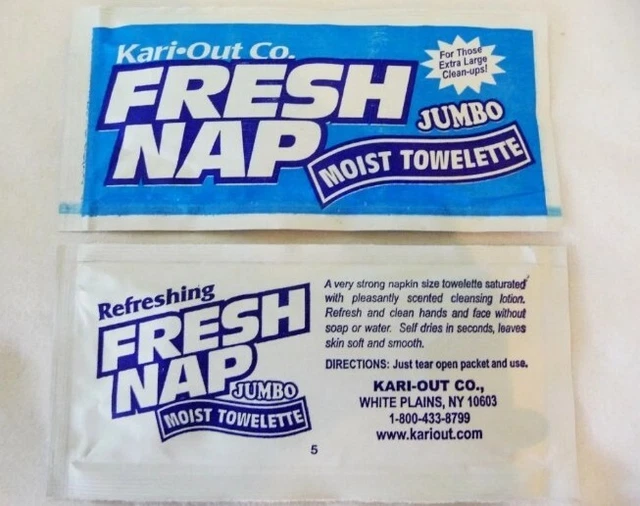 Kari•Out Co.
FRESH
NAP
For Those
Extra Large
Clean-ups!
JUMBO
MOIST TOWELETTE
Refreshing
FRESH
NAP
JUMBO
MOIST TOWELETTE
A very strong napkin size towelette saturated
with pleasantly scented cleansing lotion.
Refresh and clean hands and face without
soap or water. Self dries in seconds, leaves
skin soft and smooth.
DIRECTIONS: Just tear open packet and use.
KARI-OUT CO.,
WHITE PLAINS, NY 10603
1-800-433-8799
www.kariout.com
5